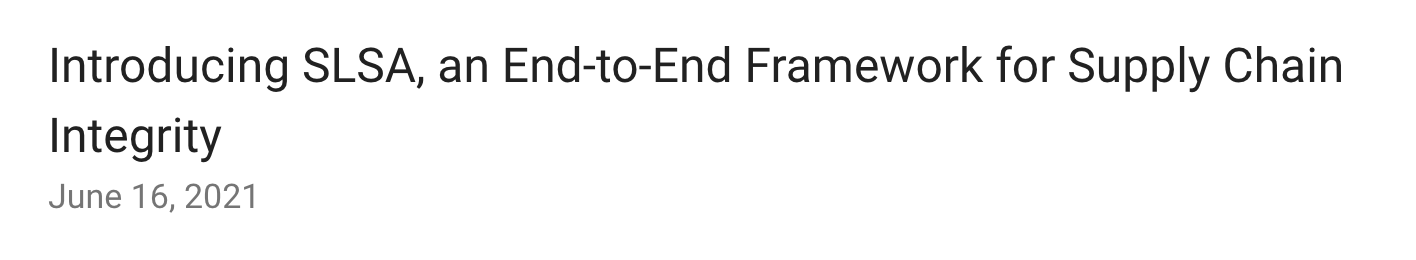 Introducing SLSA, an End-to-End Framework for Supply Chain
Integrity
June 16, 2021